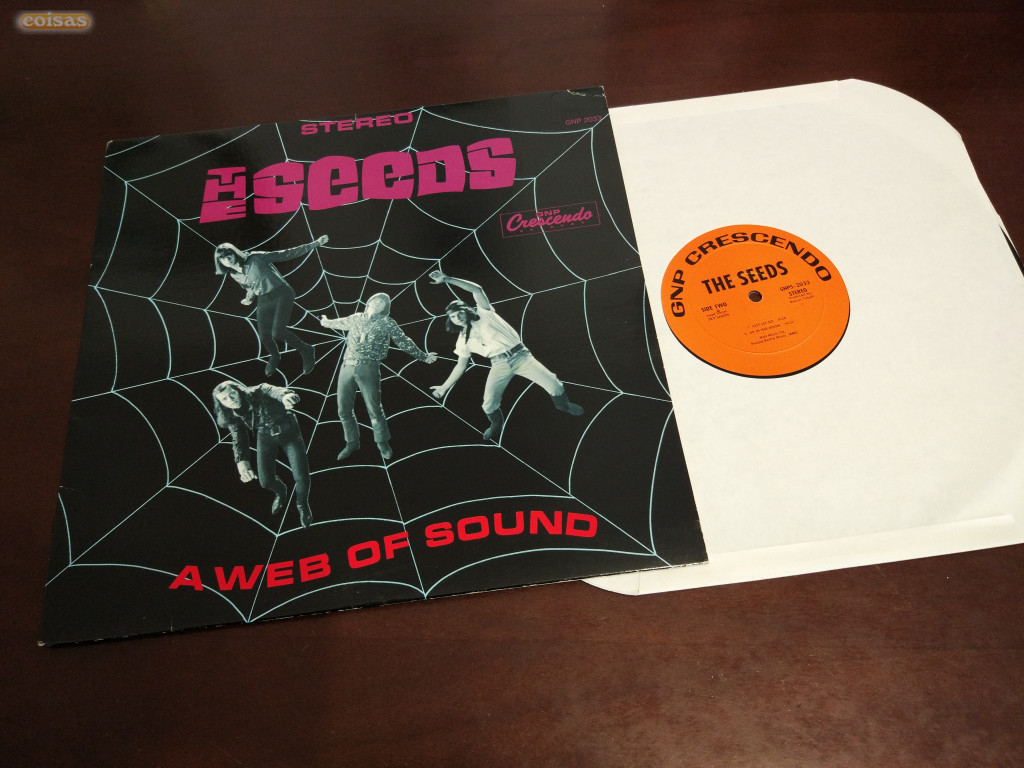 coisas
STEREO
GNP 2033
THE SEEDS
GNP
Crescendo
A WEB OF SOUND
GNP CRESCENDO
THE SEEDS
GNPS-2033
STEREO
SIDE TWO